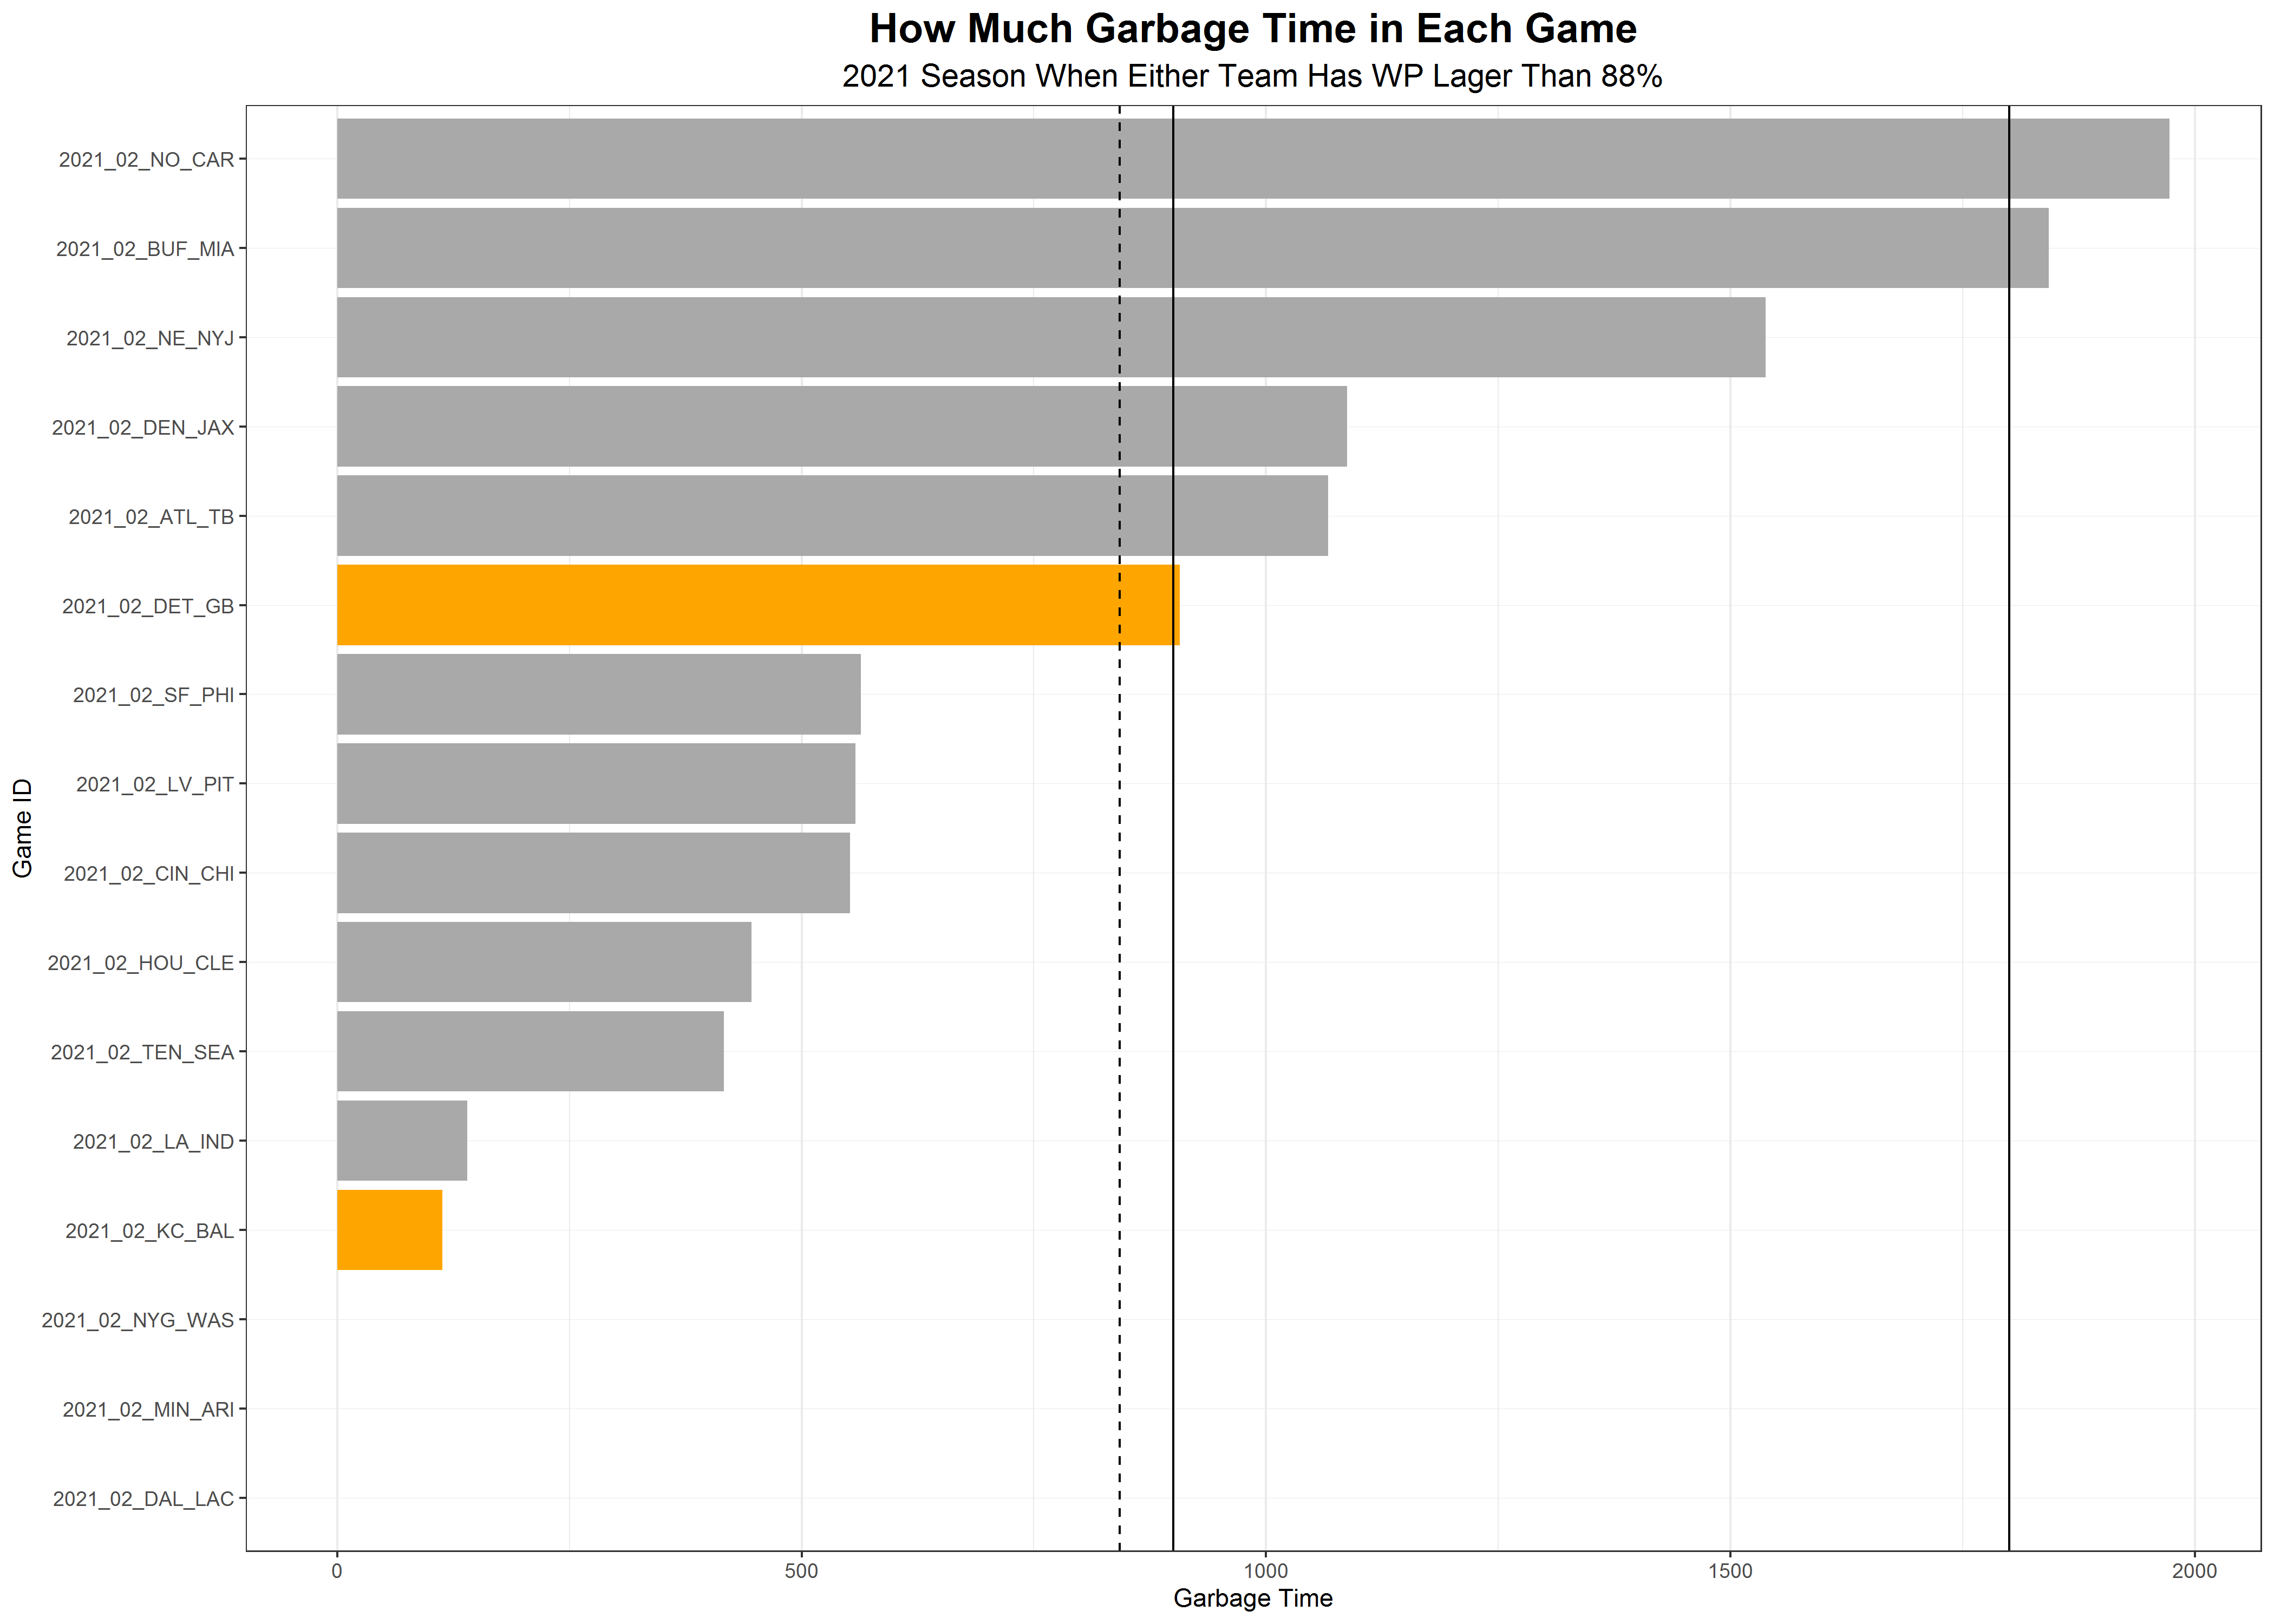 How Much Garbage Time in Each Game
2021 Season When Either Team Has WP Lager Than 88%
2021_02_NO_CAR
2021_02_BUF_MIA
2021_02_NE_NYJ
2021_02_DEN_JAX
2021_02_ATL_TB
2021_02_DET_GB
2021_02_SF_PHI
2021_02_LV_PIT
2021_02_CIN_CHI
2021_02_HOU_CLE
2021_02_TEN_SEA
2021_02_LA_IND
2021_02_KC_BAL
2021_02_NYG_WAS
2021_02_MIN_ARI
2021_02_DAL_LAC
Game ID
0 500 1000 1500 2000
Garbage Time